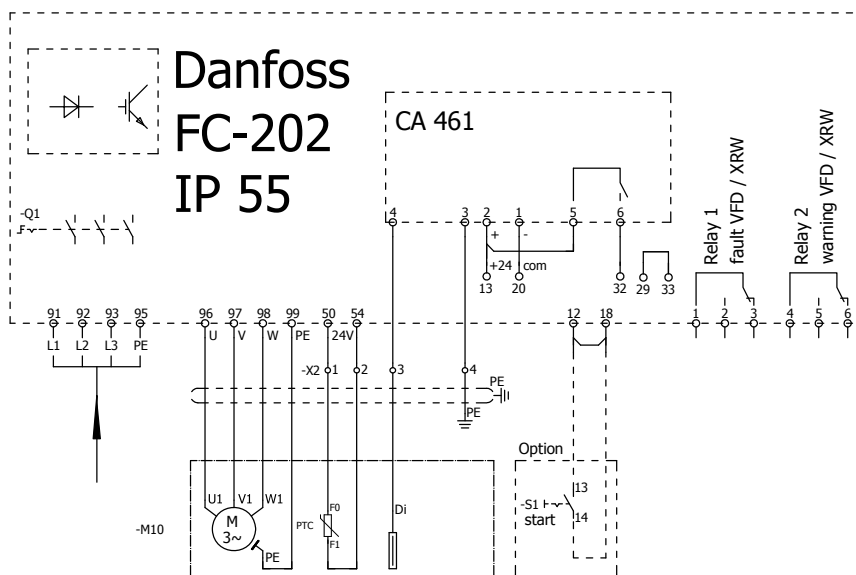 Danfoss
FC-202
IP 55
CA 461
-Q1
4 3 2 1 5 6
+ -
+24 com
13 20 32 29 33
Relay 1
fault VFD / XRW
Relay 2
warning VFD / XRW
91 92 93 95 96 97 98 99 50 54 12 18 1 2 3 4 5 6
L1 L2 L3 PE U V W PE 24V
-X2 1 2 3 4
PE
PE
Option
U1 V1 W1 F0 Di 13
-M10 M PTC -S1
3~ F1 start 14
PE